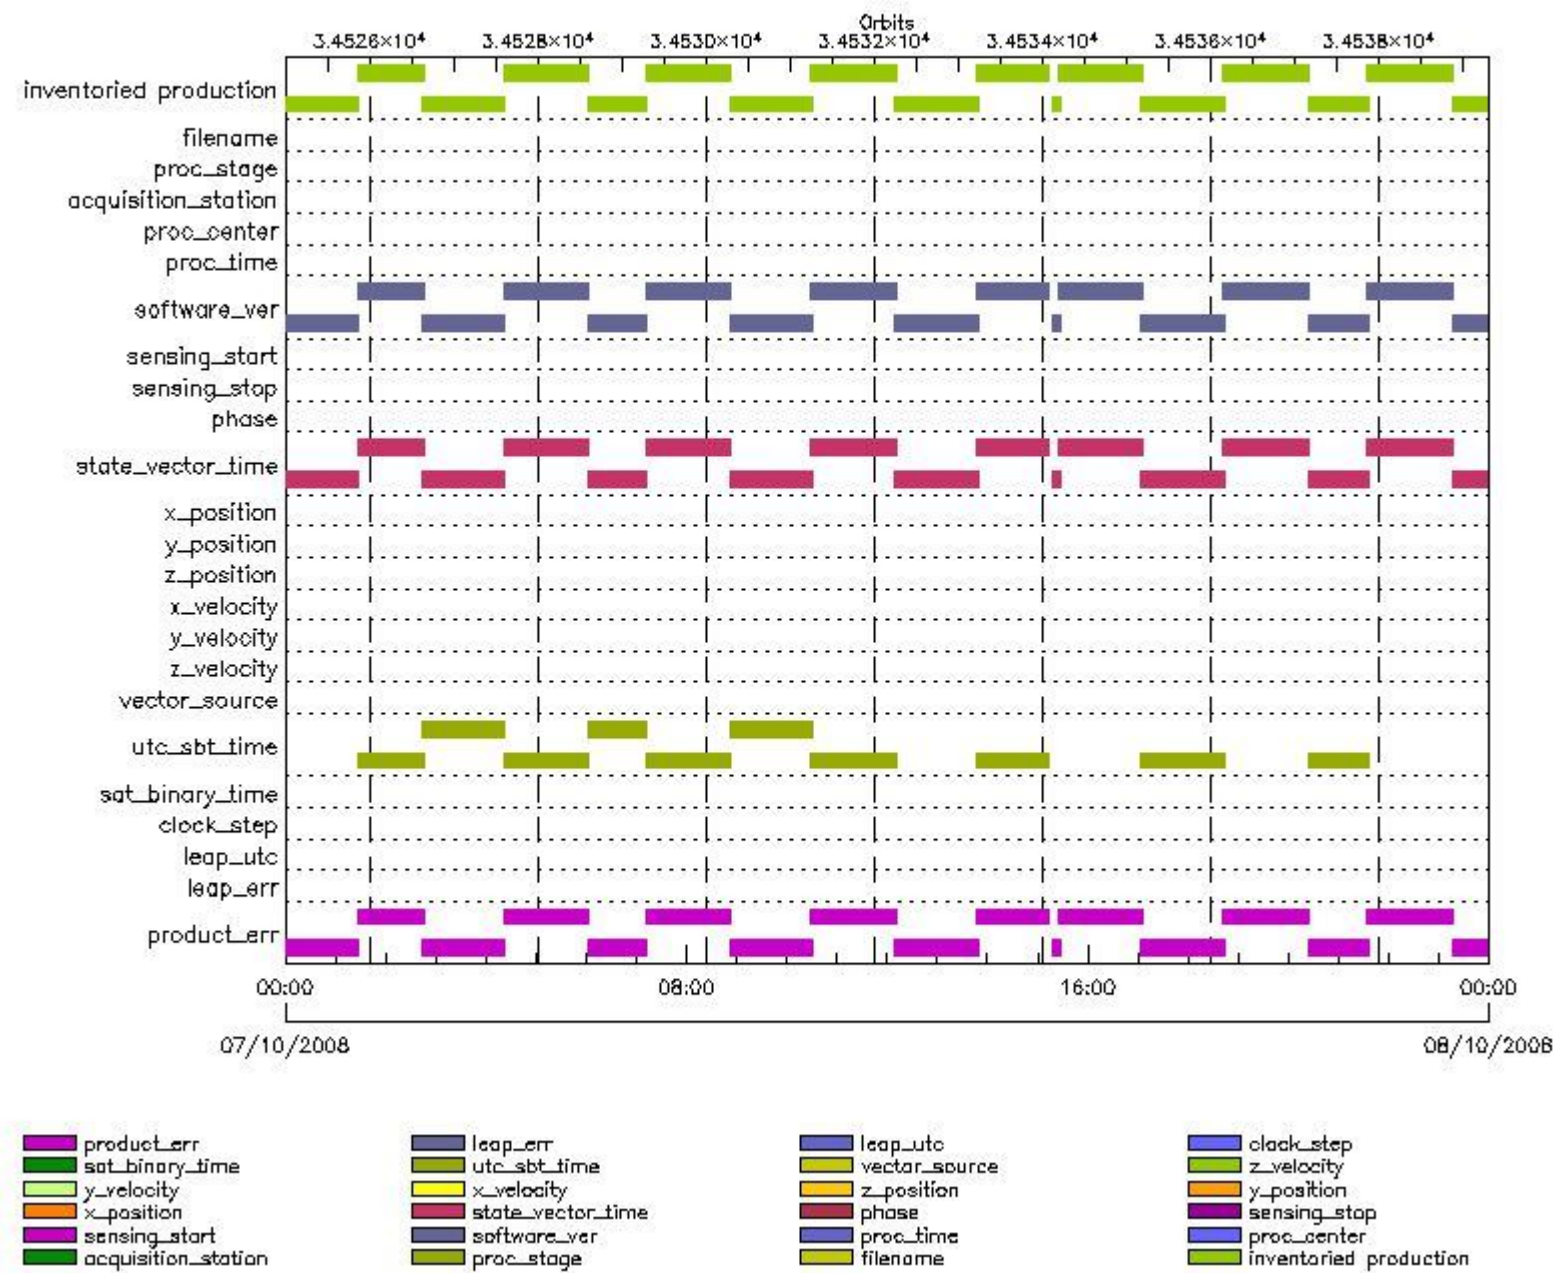 Orbits
3.4526×10⁴ 3.4528×10⁴ 3.4530×10⁴ 3.4532×10⁴ 3.4534×10⁴ 3.4536×10⁴ 3.4538×10⁴
inventoried production
filename
proc_stage
acquisition_station
proc_center
proc_time
software_ver
sensing_start
sensing_stop
phase
state_vector_time
x_position
y_position
z_position
x_velocity
y_velocity
z_velocity
vector_source
utc_sbt_time
sat_binary_time
clock_step
leap_utc
leap_err
product_err
00:00 08:00 16:00 00:00
07/10/2008 08/10/2008
product_err leap_err leap_utc clock_step
sat_binary_time utc_sbt_time vector_source z_velocity
y_velocity x_velocity z_position y_position
x_position state_vector_time phase sensing_stop
sensing_start software_ver proc_time proc_center
acquisition_station proc_stage filename inventoried production